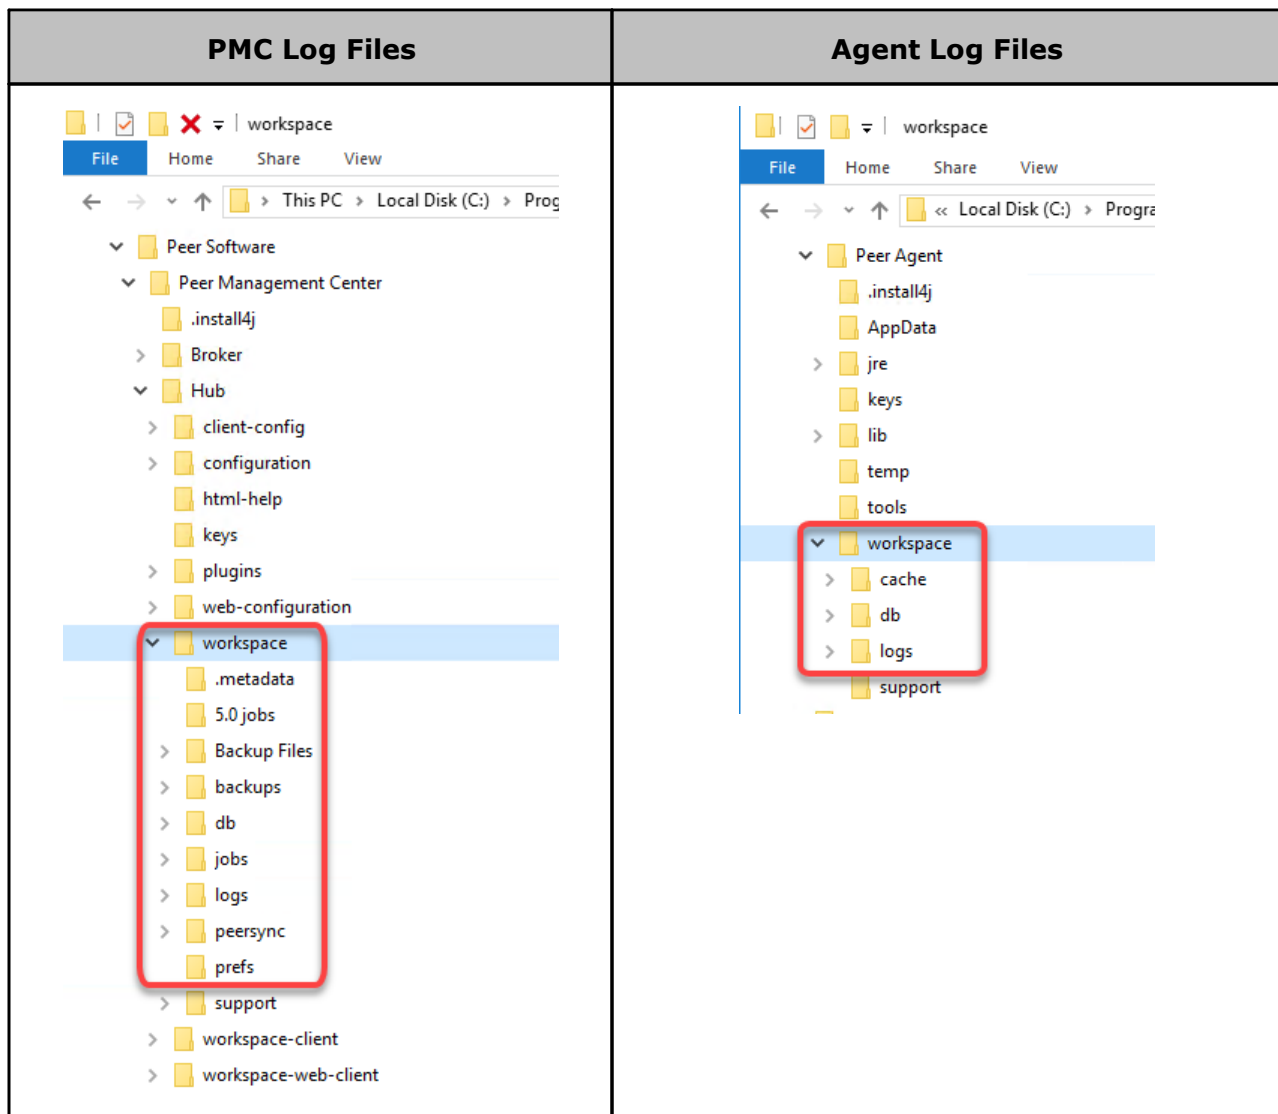 PMC Log Files
Agent Log Files
workspace
File Home Share View
This PC > Local Disk (C:) > Prog
Peer Software
Peer Management Center
.install4j
Broker
Hub
client-config
configuration
html-help
keys
plugins
web-configuration
workspace
.metadata
5.0 jobs
Backup Files
backups
db
jobs
logs
peersync
prefs
support
workspace-client
workspace-web-client
workspace
File Home Share View
« Local Disk (C:) > Progra
Peer Agent
.install4j
AppData
jre
keys
lib
temp
tools
workspace
cache
db
logs
support